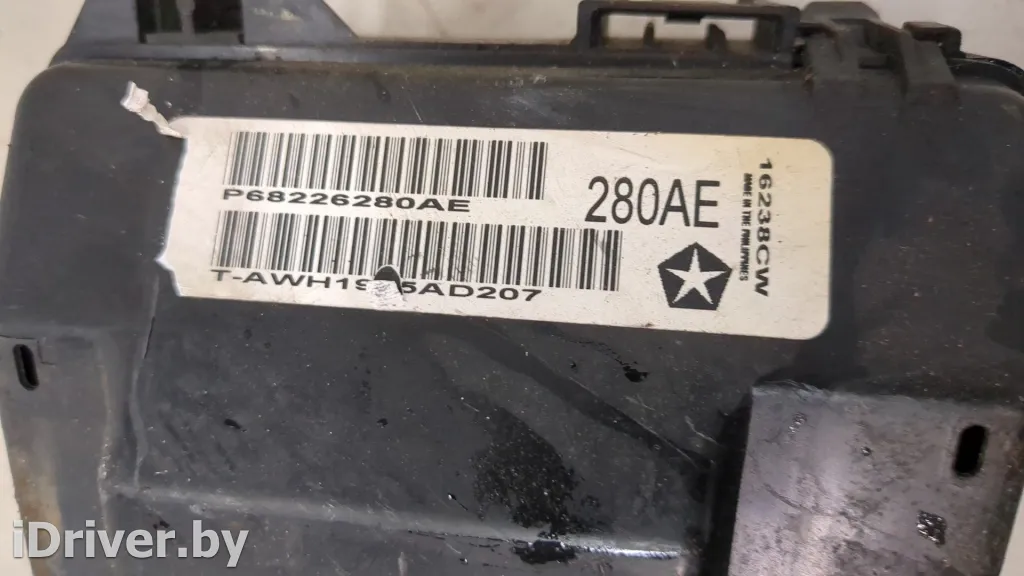 P68226280AE
280AE
16238CW
MADE IN THE PHILIPPINES
iDriver.by